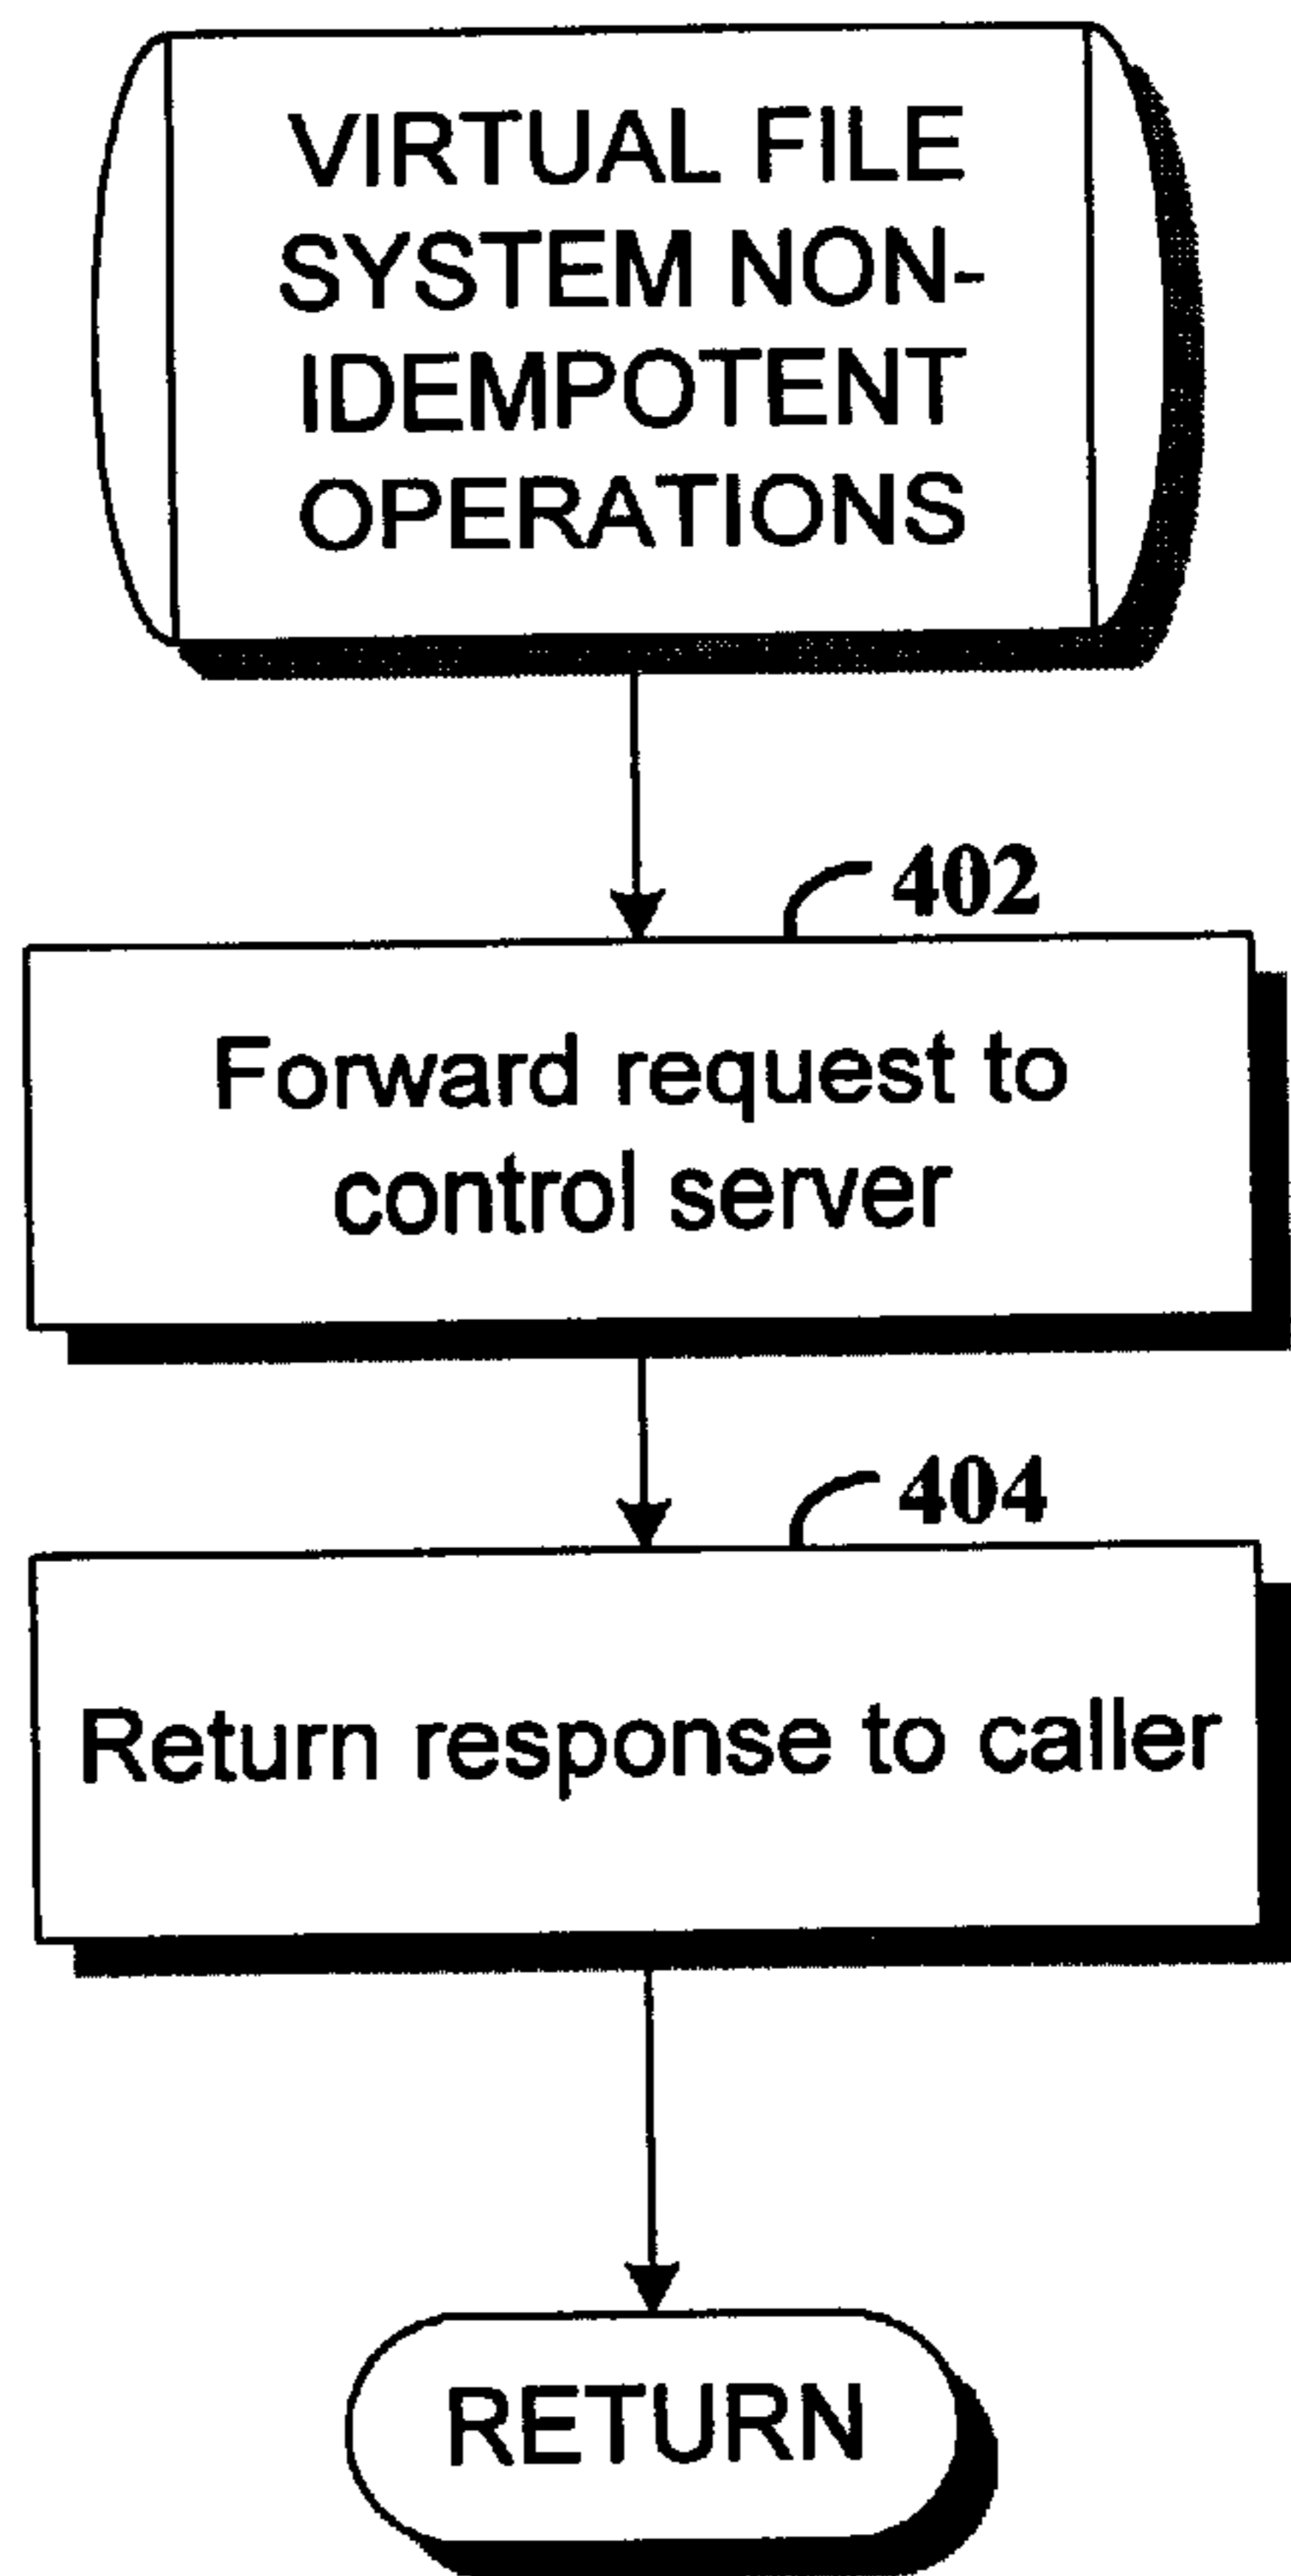 VIRTUAL FILE
SYSTEM NON-
IDEMPOTENT
OPERATIONS
402
Forward request to
control server
404
Return response to caller
RETURN